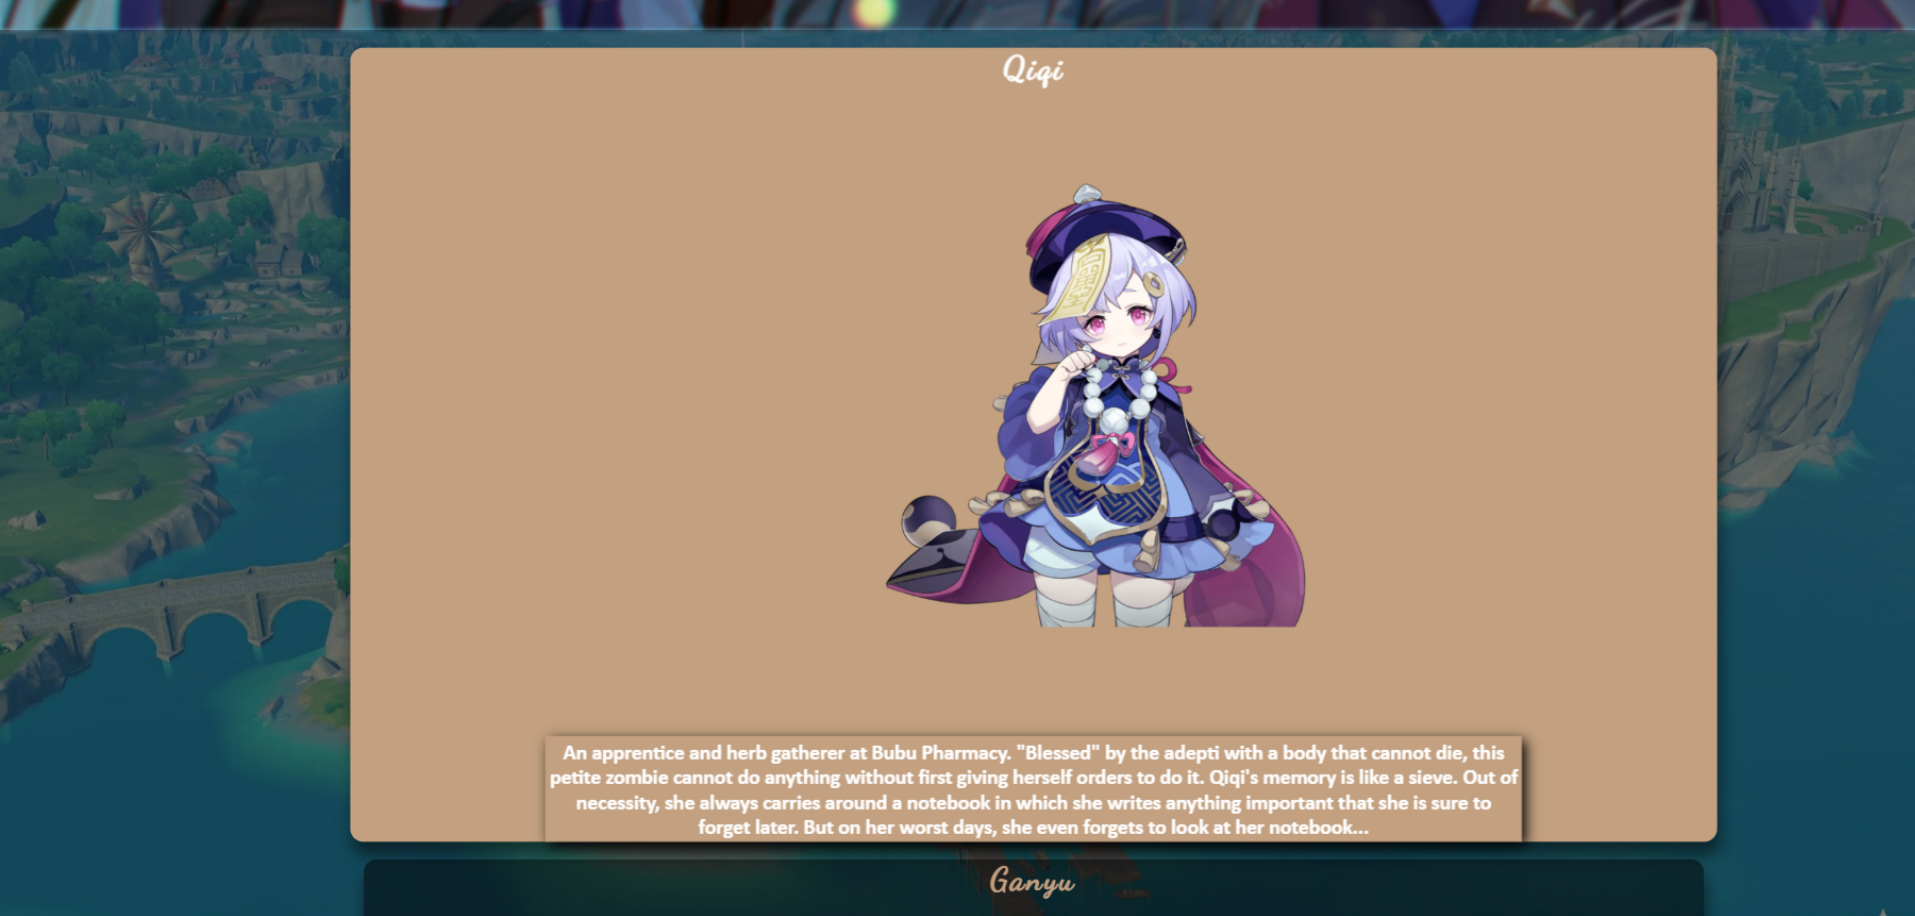 Qiqi
An apprentice and herb gatherer at Bubu Pharmacy. "Blessed" by the adepti with a body that cannot die, this
petite zombie cannot do anything without first giving herself orders to do it. Qiqi's memory is like a sieve. Out of
necessity, she always carries around a notebook in which she writes anything important that she is sure to
forget later. But on her worst days, she even forgets to look at her notebook...
Ganyu